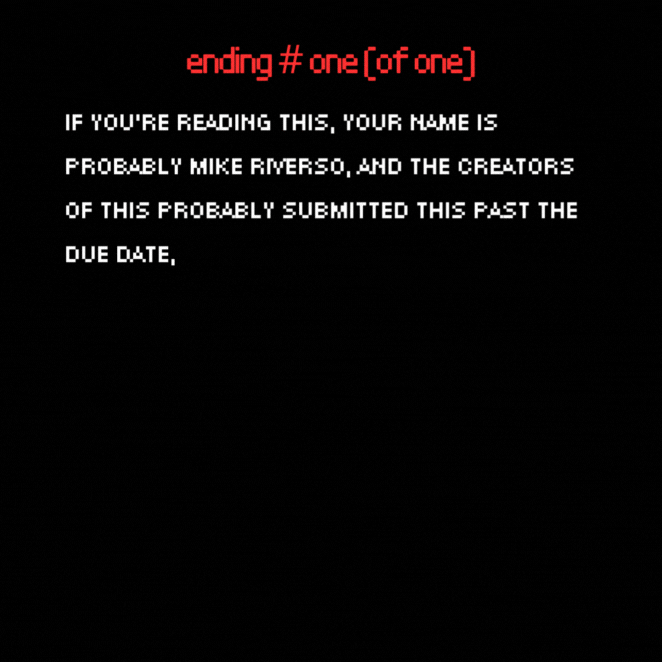 ending # one (of one)
IF YOU'RE READING THIS, YOUR NAME IS
PROBABLY MIKE RIVERSO, AND THE CREATORS
OF THIS PROBABLY SUBMITTED THIS PAST THE
DUE DATE,